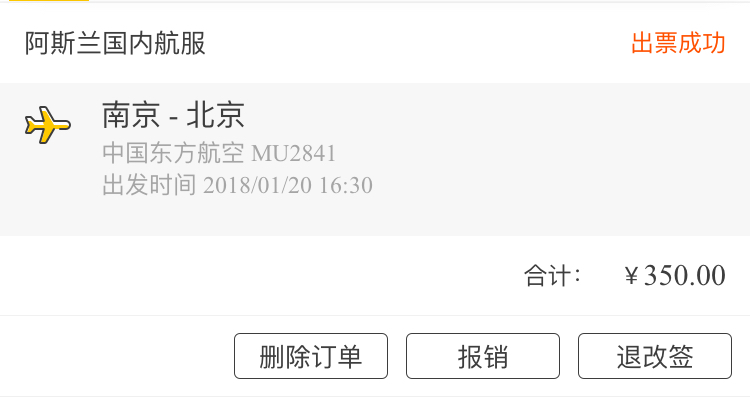 阿斯兰国内航服 出票成功
南京 - 北京
中国东方航空 MU2841
出发时间 2018/01/20 16:30
合计： ￥350.00
删除订单 报销 退改签